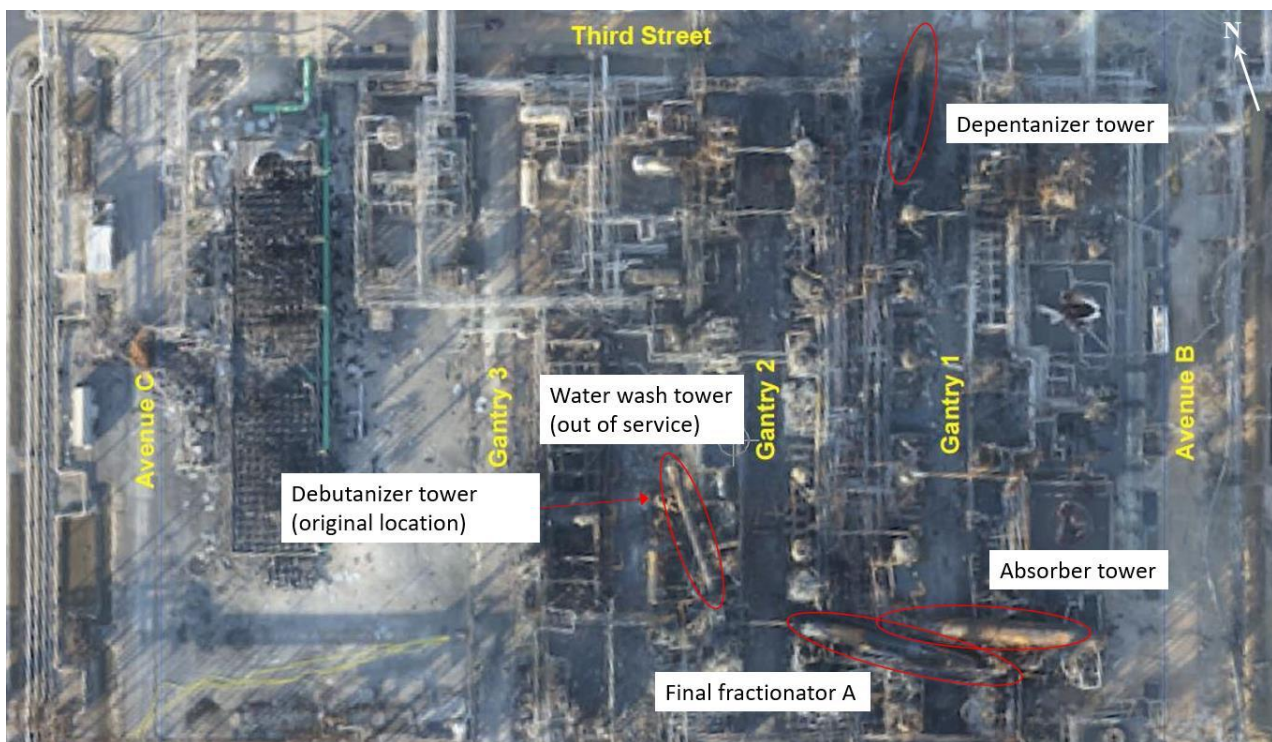 Third Street
N
Depentanizer tower
Water wash tower
(out of service)
Gantry 3
Gantry 2
Gantry 1
Avenue C
Avenue B
Debutanizer tower
(original location)
Absorber tower
Final fractionator A